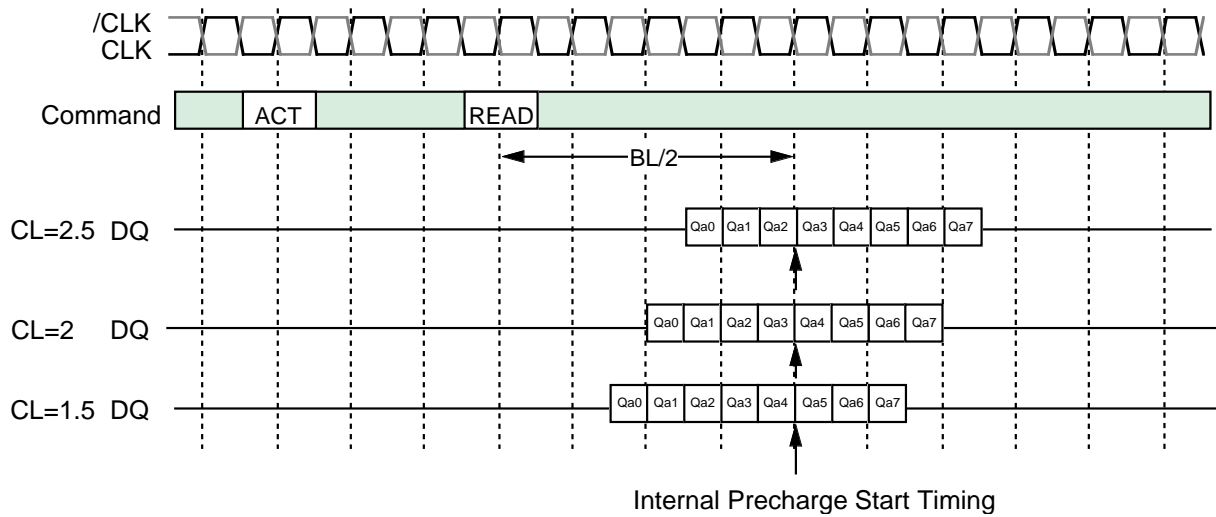 /CLK
CLK
Command
ACT
READ
BL/2
CL=2.5 DQ
Qa0 Qa1 Qa2 Qa3 Qa4 Qa5 Qa6 Qa7
CL=2 DQ
Qa0 Qa1 Qa2 Qa3 Qa4 Qa5 Qa6 Qa7
CL=1.5 DQ
Qa0 Qa1 Qa2 Qa3 Qa4 Qa5 Qa6 Qa7
Internal Precharge Start Timing